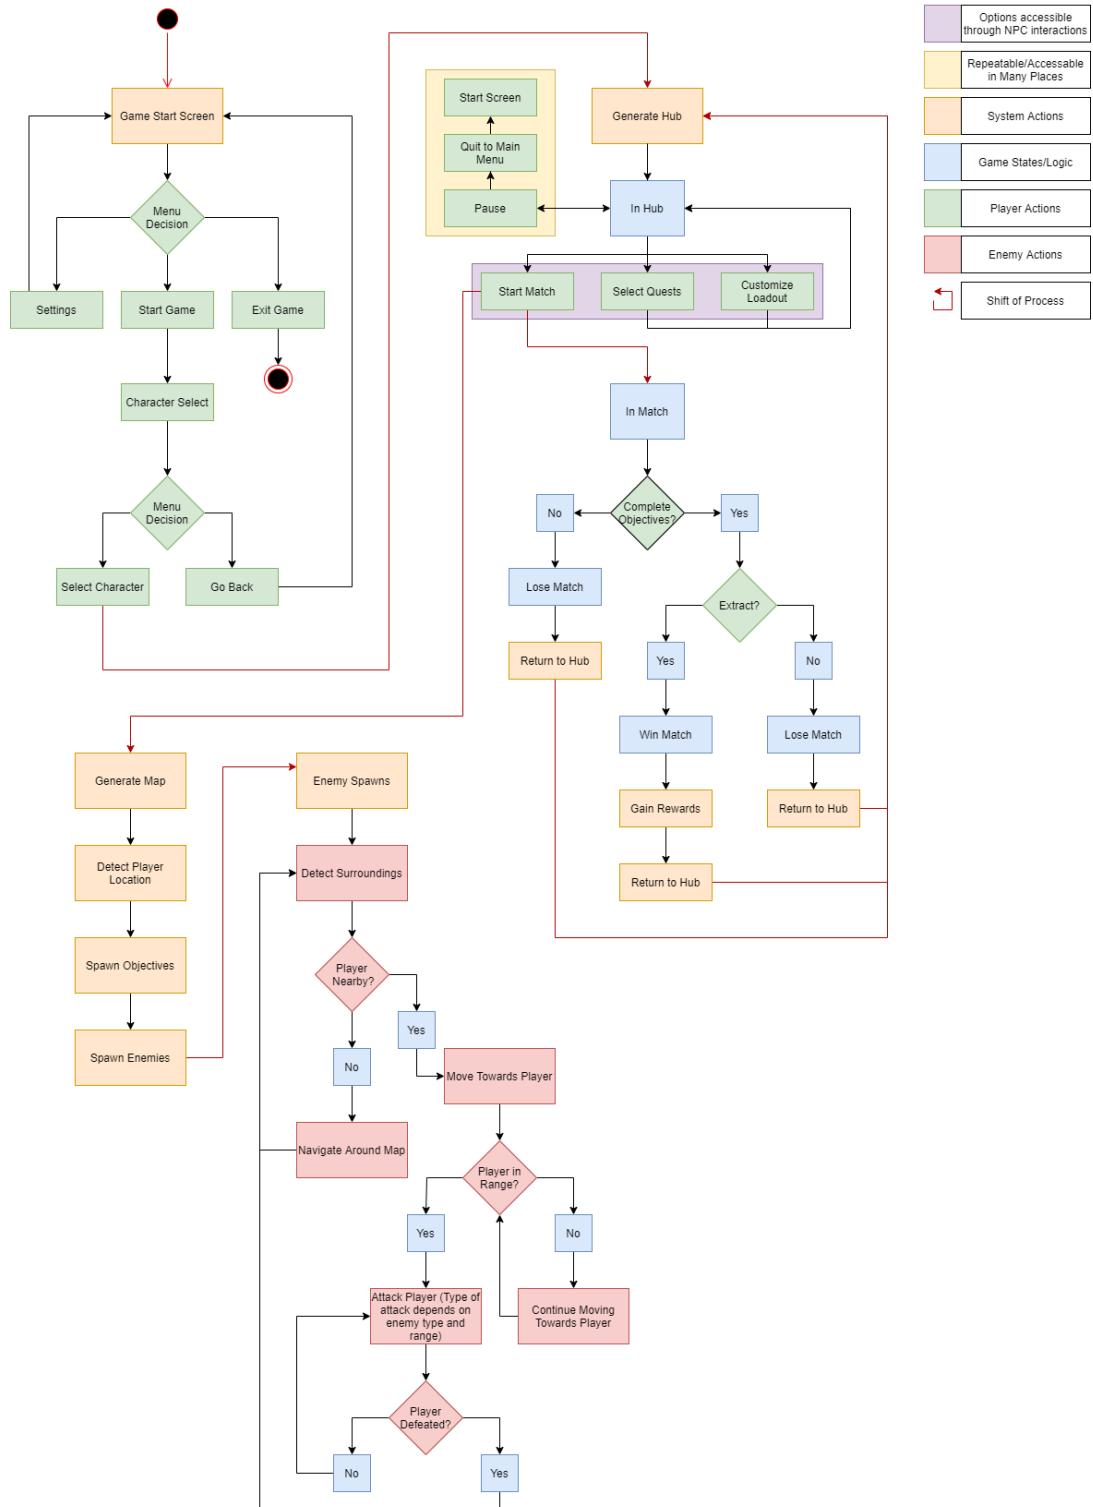 Game Start Screen
Menu
Decision
Settings
Start Game
Exit Game
Character Select
Menu
Decision
Select Character
Go Back
Start Screen
Quit to Main
Menu
Pause
Generate Hub
In Hub
Start Match
Select Quests
Customize
Loadout
In Match
Complete
Objectives?
No
Yes
Lose Match
Return to Hub
Extract?
Yes
No
Win Match
Lose Match
Gain Rewards
Return to Hub
Return to Hub
Options accessible
through NPC interactions
Repeatable/Accessable
in Many Places
System Actions
Game States/Logic
Player Actions
Enemy Actions
Shift of Process
Generate Map
Detect Player
Location
Spawn Objectives
Spawn Enemies
Enemy Spawns
Detect Surroundings
Player
Nearby?
Yes
No
Move Towards Player
Navigate Around Map
Player in
Range?
Yes
No
Attack Player (Type of
attack depends on
enemy type and
range)
Continue Moving
Towards Player
Player
Defeated?
No
Yes